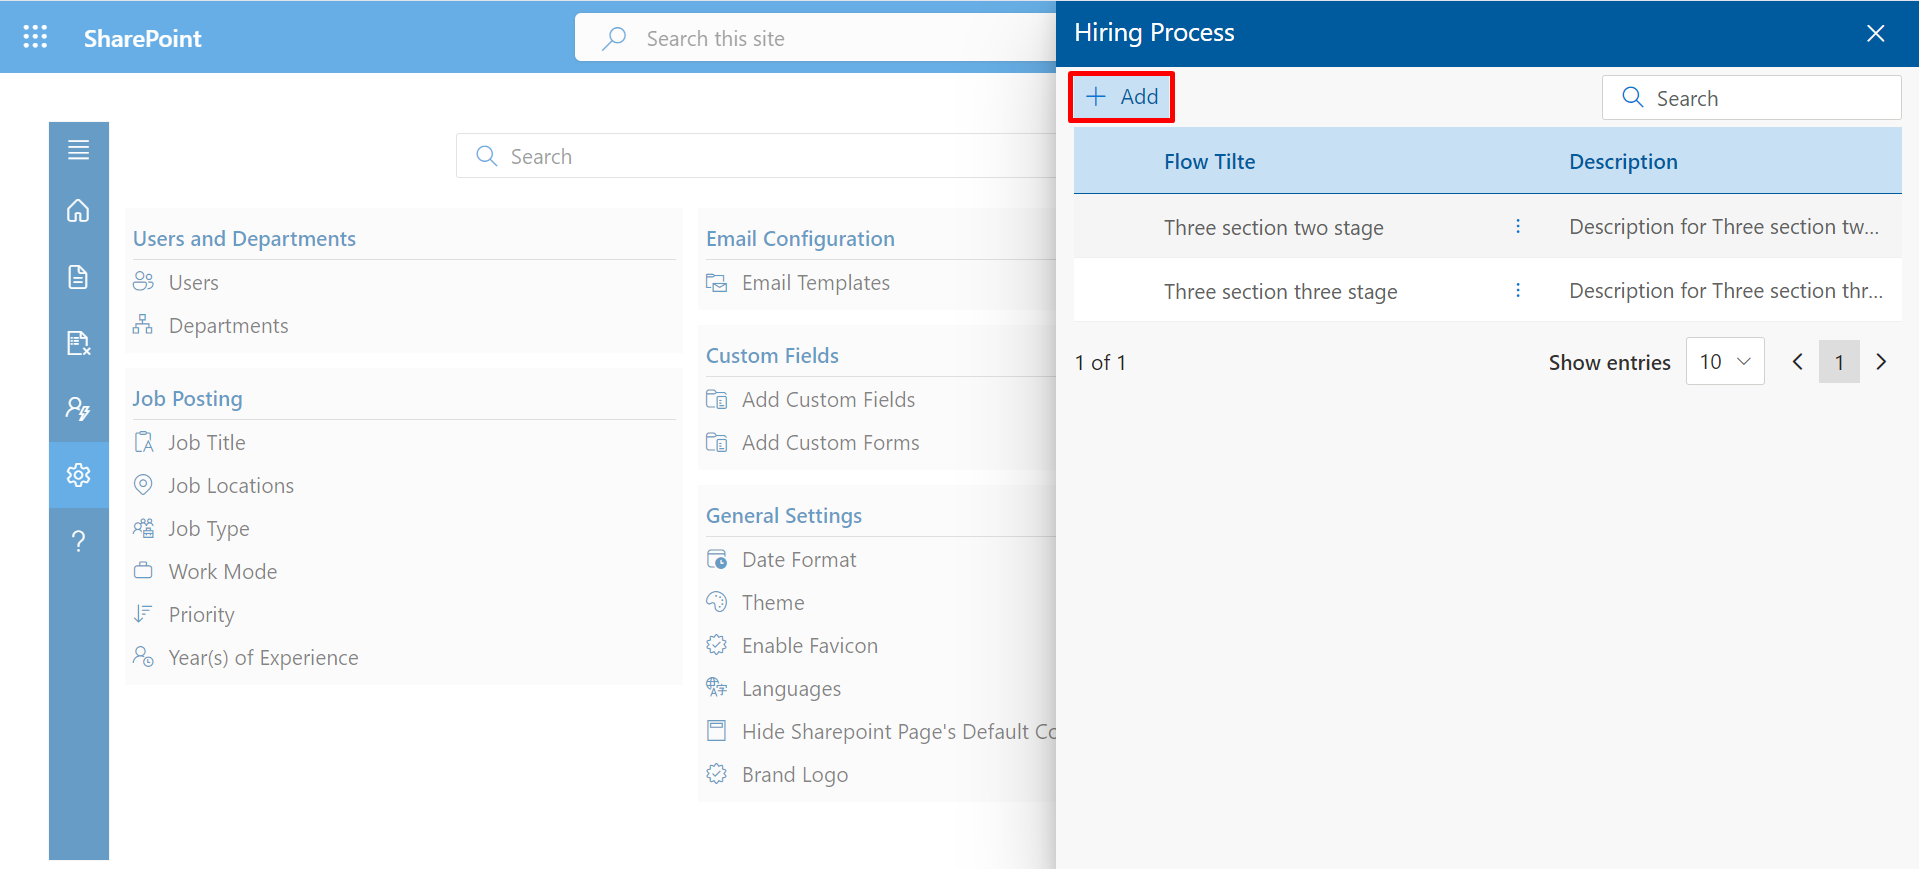 SharePoint
Search this site
Search
Users and Departments
Users
Departments
Job Posting
Job Title
Job Locations
Job Type
Work Mode
Priority
Year(s) of Experience
Email Configuration
Email Templates
Custom Fields
Add Custom Fields
Add Custom Forms
General Settings
Date Format
Theme
Enable Favicon
Languages
Hide Sharepoint Page's Default Co
Brand Logo
Hiring Process
Add
Search
Flow Tilte Description
Three section two stage Description for Three section tw...
Three section three stage Description for Three section thr...
1 of 1 Show entries 10 1